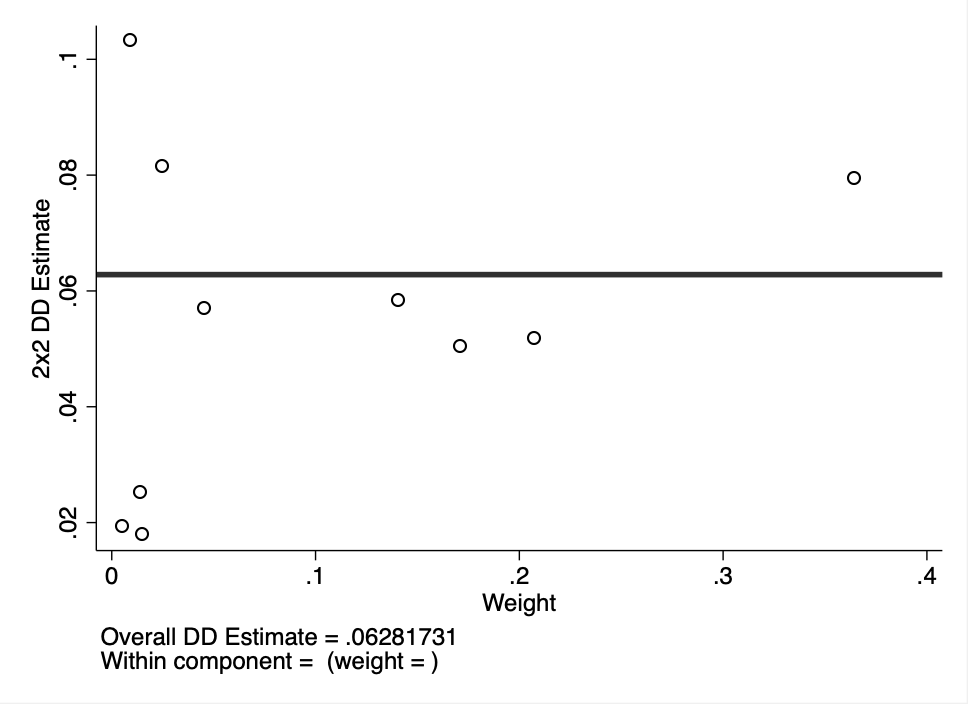 2x2 DD Estimate
.1
.08
.06
.04
.02
0 .1 .2 .3 .4
Weight
Overall DD Estimate = .06281731
Within component =  (weight = )